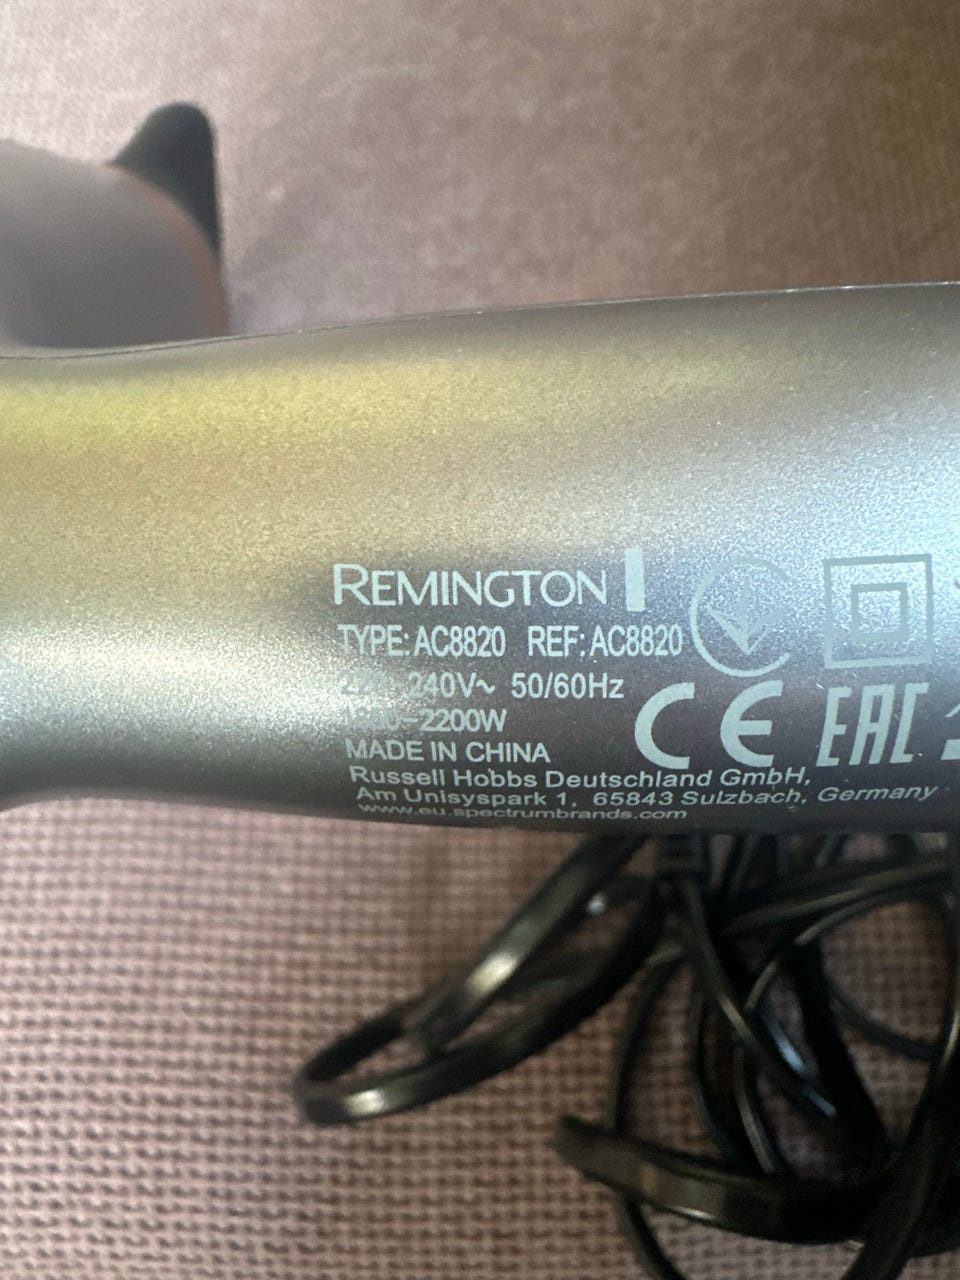 REMINGTON
TYPE: AC8820 REF: AC8820
240V~ 50/60Hz
-2200W
MADE IN CHINA
CE EAC
Russell Hobbs Deutschland GmbH,
Am Unisyspark 1, 65843 Sulzbach, Germany
www.eu.spectrumbrands.com